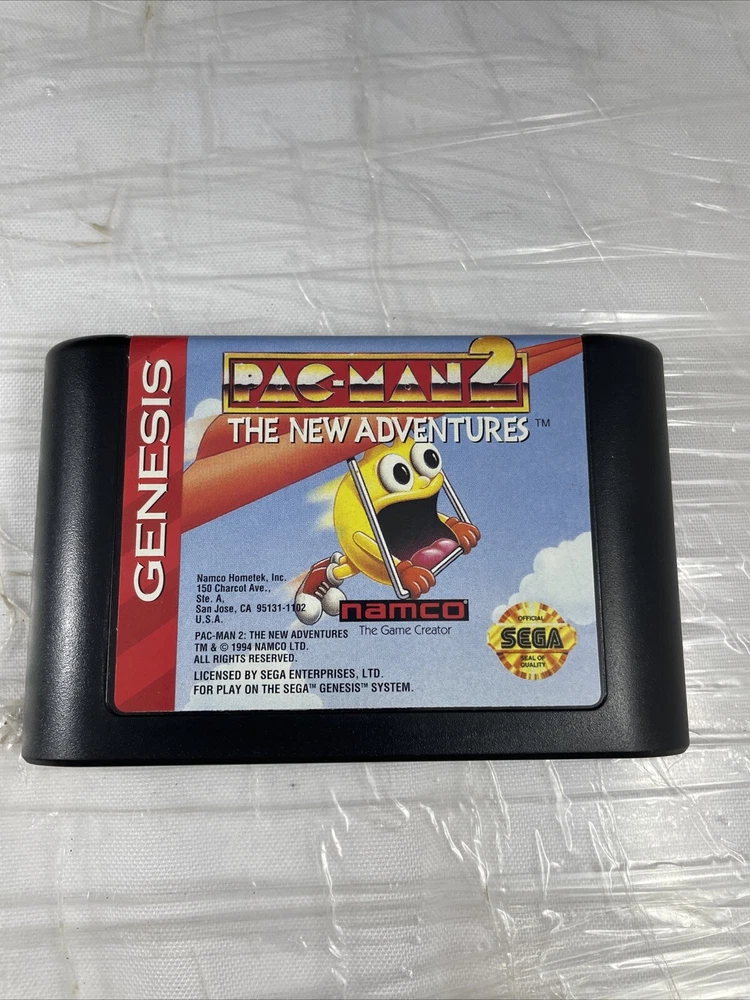 GENESIS
PAC-MAN 2
THE NEW ADVENTURES™
Namco Hometek, Inc.
150 Charcot Ave.,
Ste. A,
San Jose, CA 95131-1102
U.S.A.
namco
The Game Creator
PAC-MAN 2: THE NEW ADVENTURES
TM & © 1994 NAMCO LTD.
ALL RIGHTS RESERVED.
LICENSED BY SEGA ENTERPRISES, LTD.
FOR PLAY ON THE SEGA™ GENESIS™ SYSTEM.
OFFICIAL
SEGA
SEAL OF
QUALITY